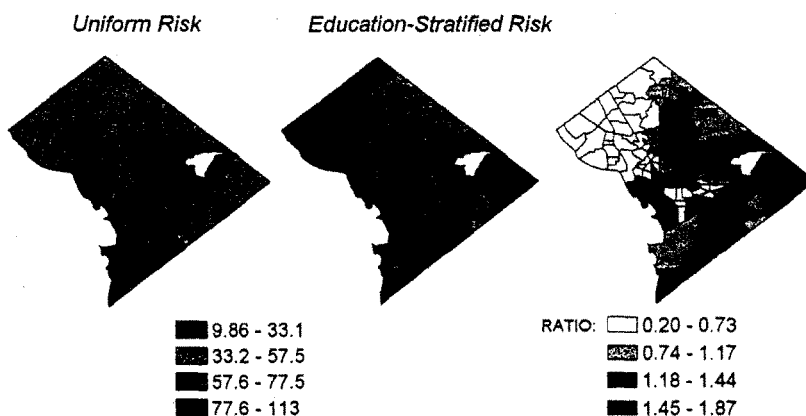 Uniform Risk
Education-Stratified Risk
9.86 - 33.1
33.2 - 57.5
57.6 - 77.5
77.6 - 113
RATIO:
0.20 - 0.73
0.74 - 1.17
1.18 - 1.44
1.45 - 1.87